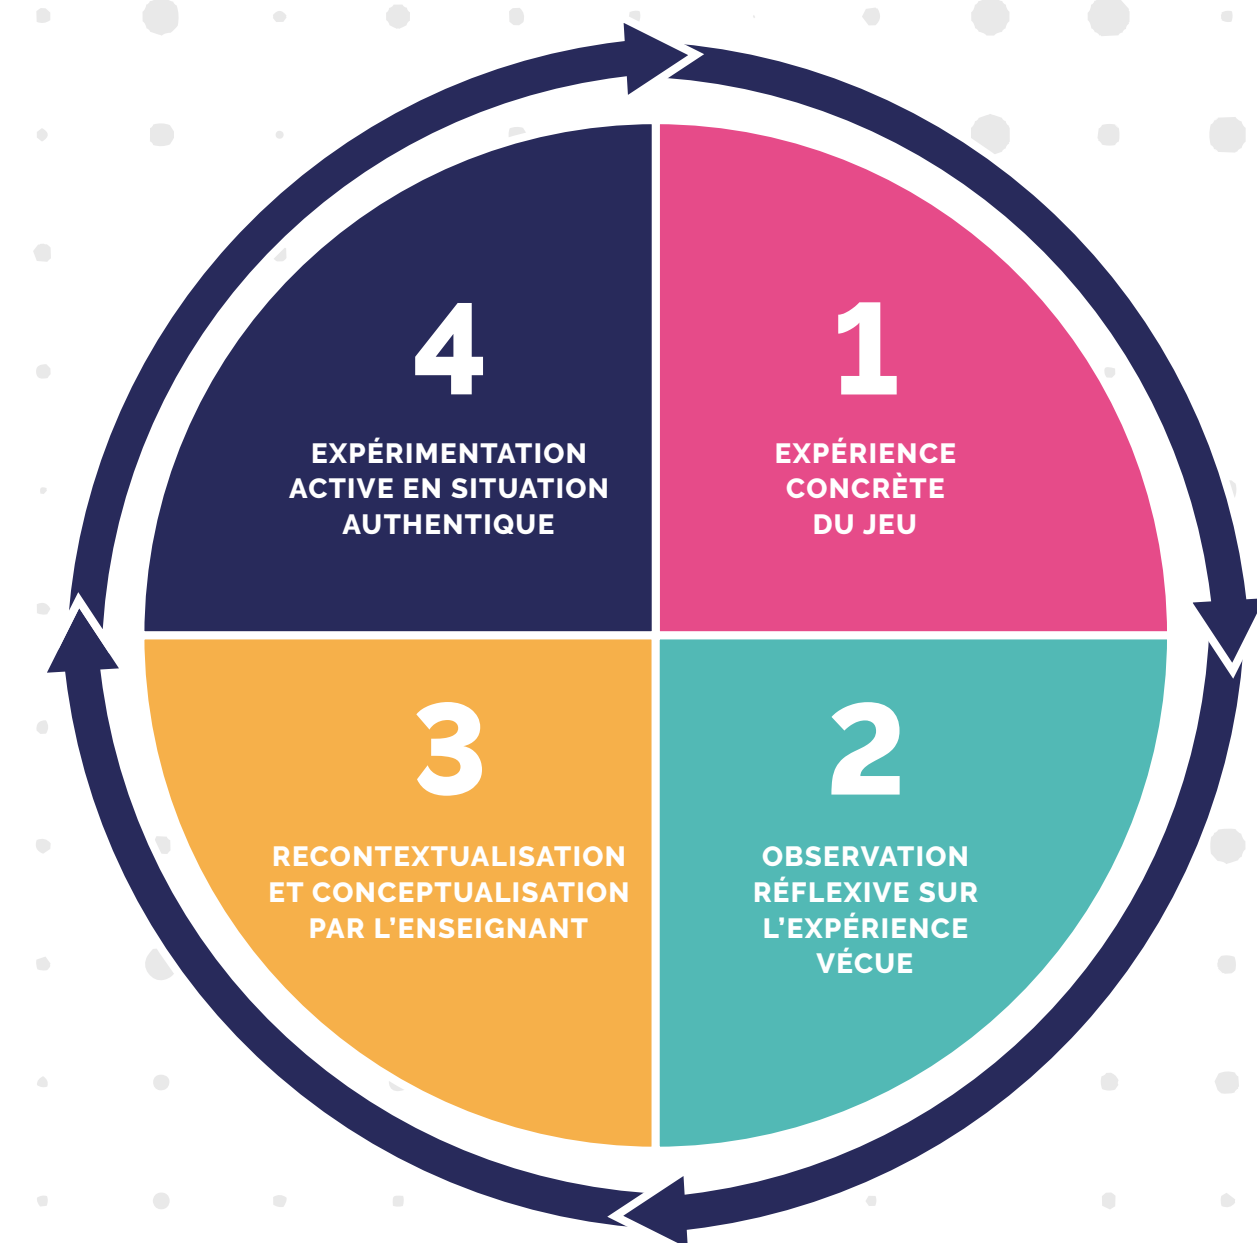 4
EXPÉRIMENTATION
ACTIVE EN SITUATION
AUTHENTIQUE
1
EXPÉRIENCE
CONCRÈTE
DU JEU
3
RECONTEXTUALISATION
ET CONCEPTUALISATION
PAR L’ENSEIGNANT
2
OBSERVATION
RÉFLEXIVE SUR
L’EXPÉRIENCE
VÉCUE